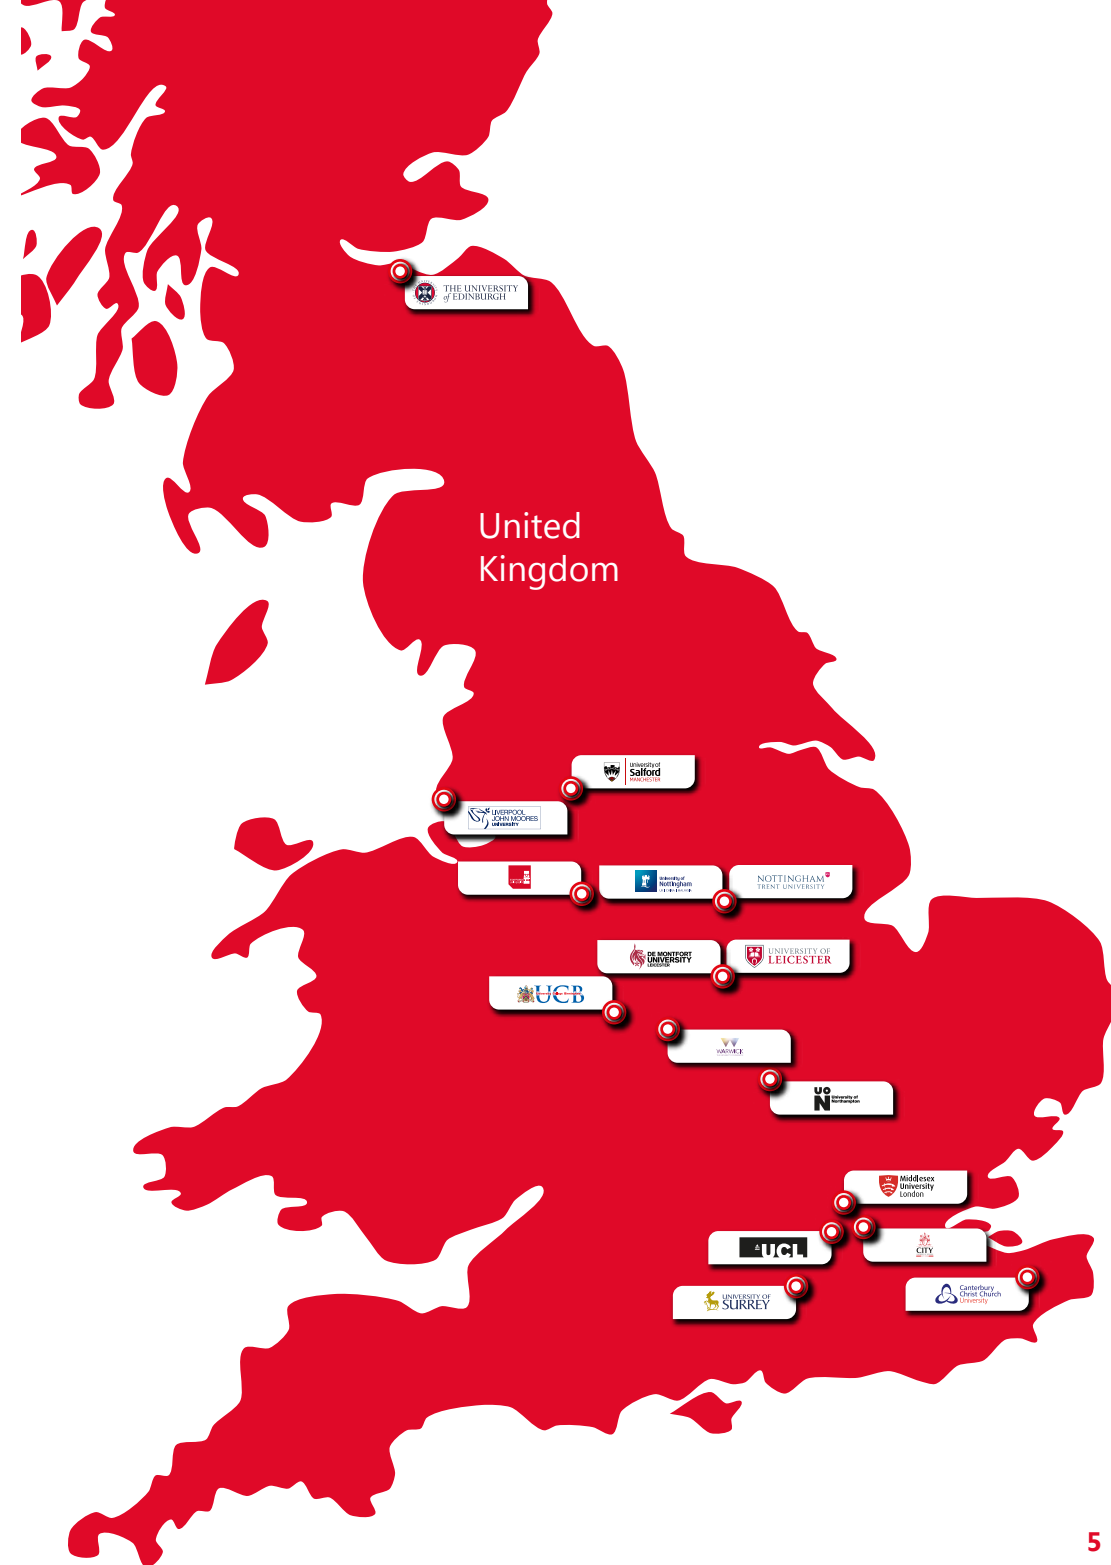 THE UNIVERSITY
of EDINBURGH
United
Kingdom
University of
Salford
MANCHESTER
LIVERPOOL
JOHN MOORES
UNIVERSITY
University of
Nottingham
NOTTINGHAM
TRENT UNIVERSITY
DE MONTFORT
UNIVERSITY
LEICESTER
UNIVERSITY OF
LEICESTER
UCB
WARWICK
UON
University of
Northampton
Middlesex
University
London
UCL
CITY
Canterbury
Christ Church
University
UNIVERSITY OF
SURREY
5